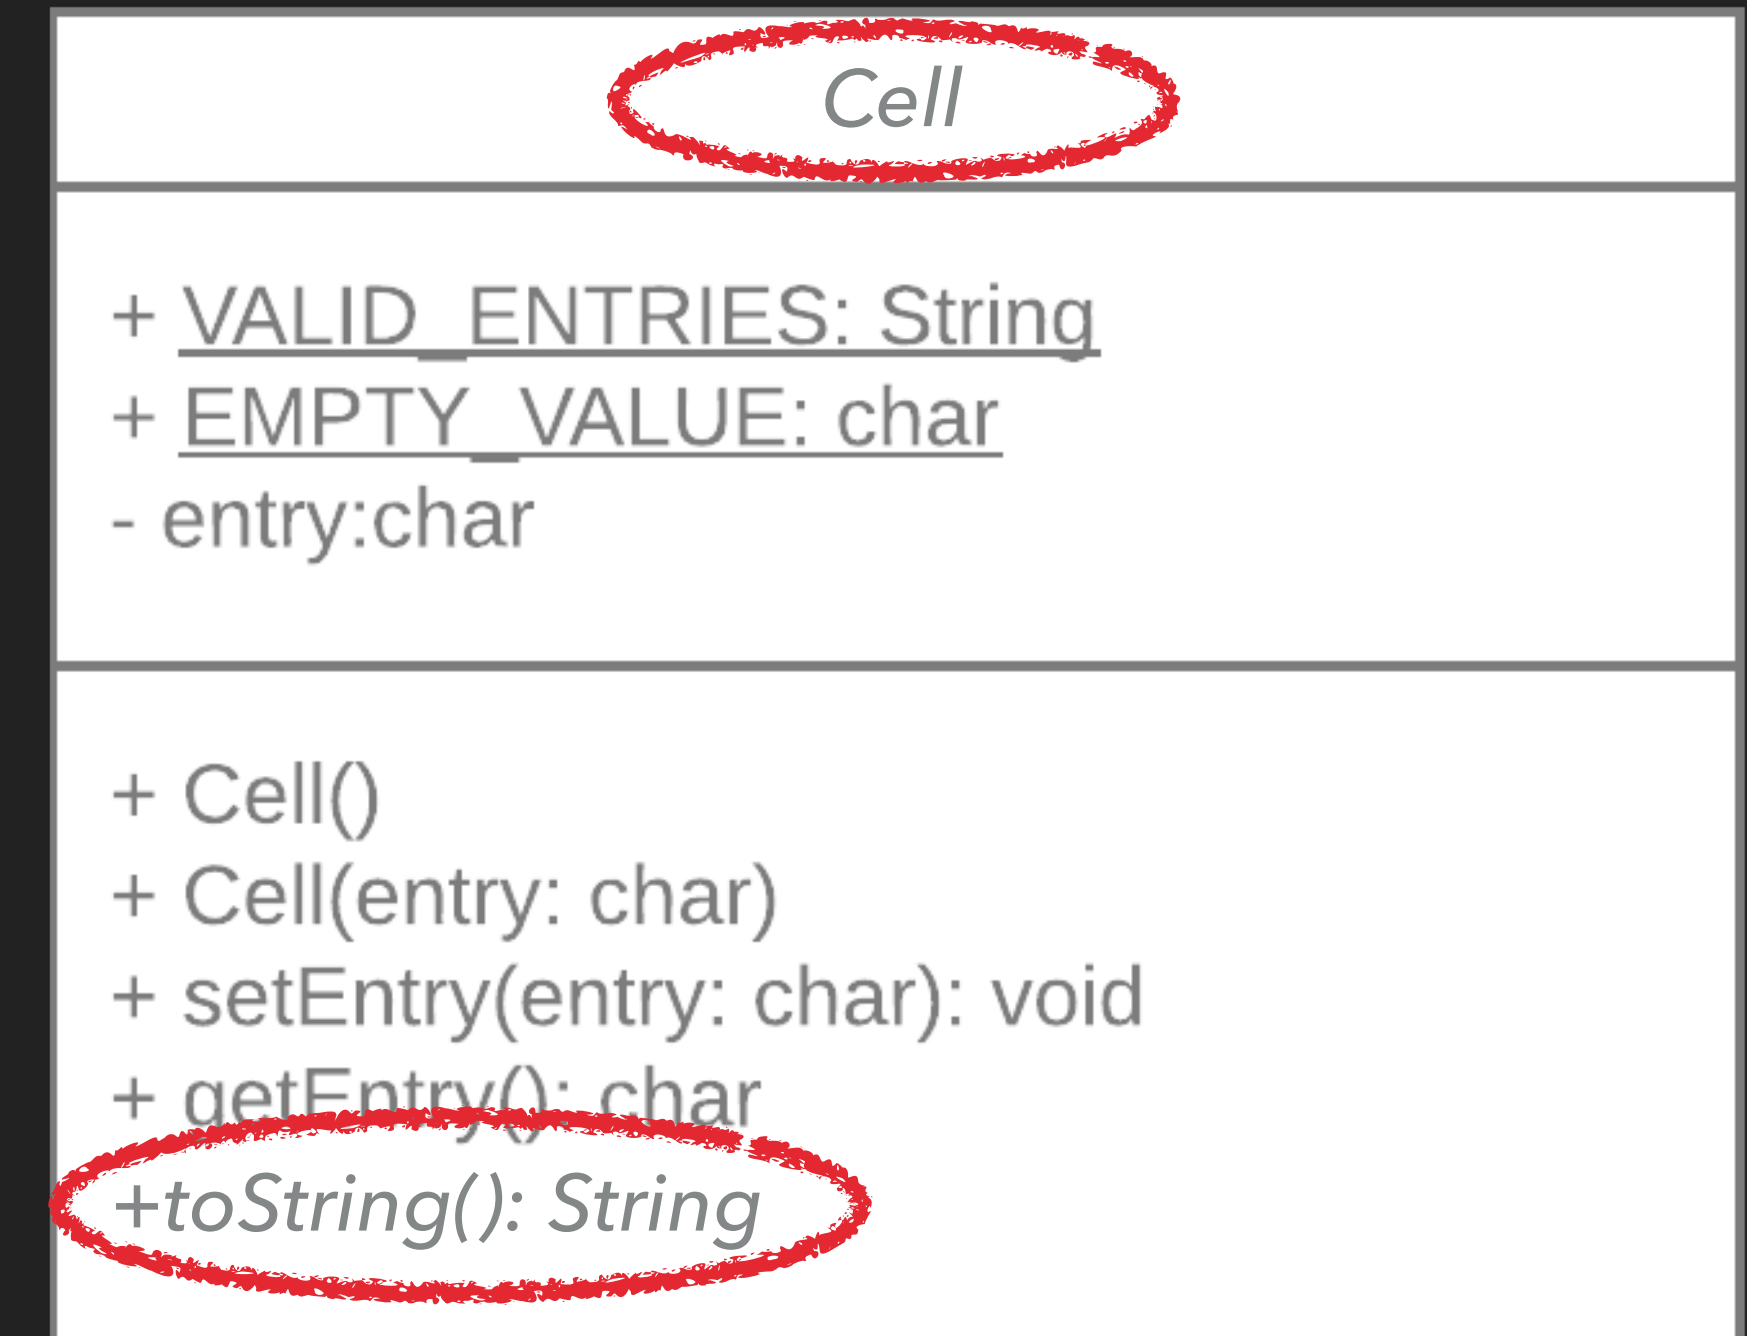 Cell
+ VALID_ENTRIES: String
+ EMPTY_VALUE: char
- entry:char
+ Cell()
+ Cell(entry: char)
+ setEntry(entry: char): void
+ getEntry(): char
+toString(): String